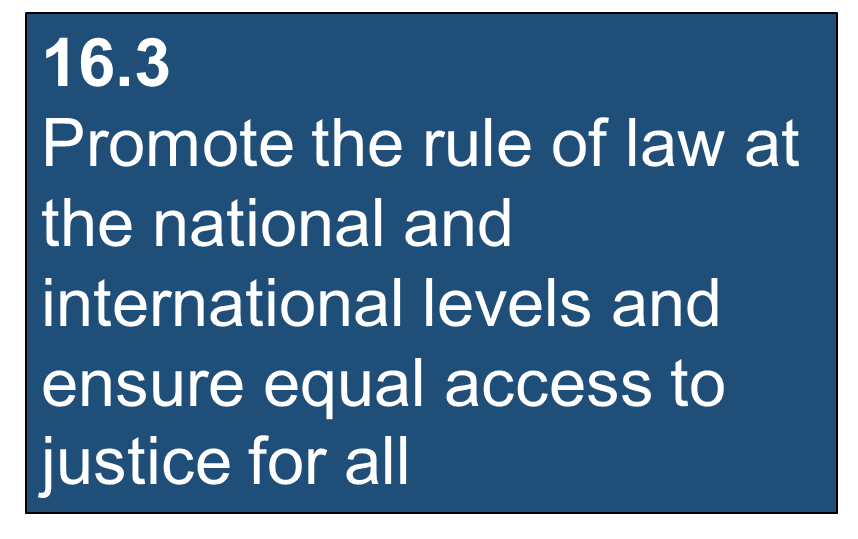 16.3
Promote the rule of law at
the national and
international levels and
ensure equal access to
justice for all